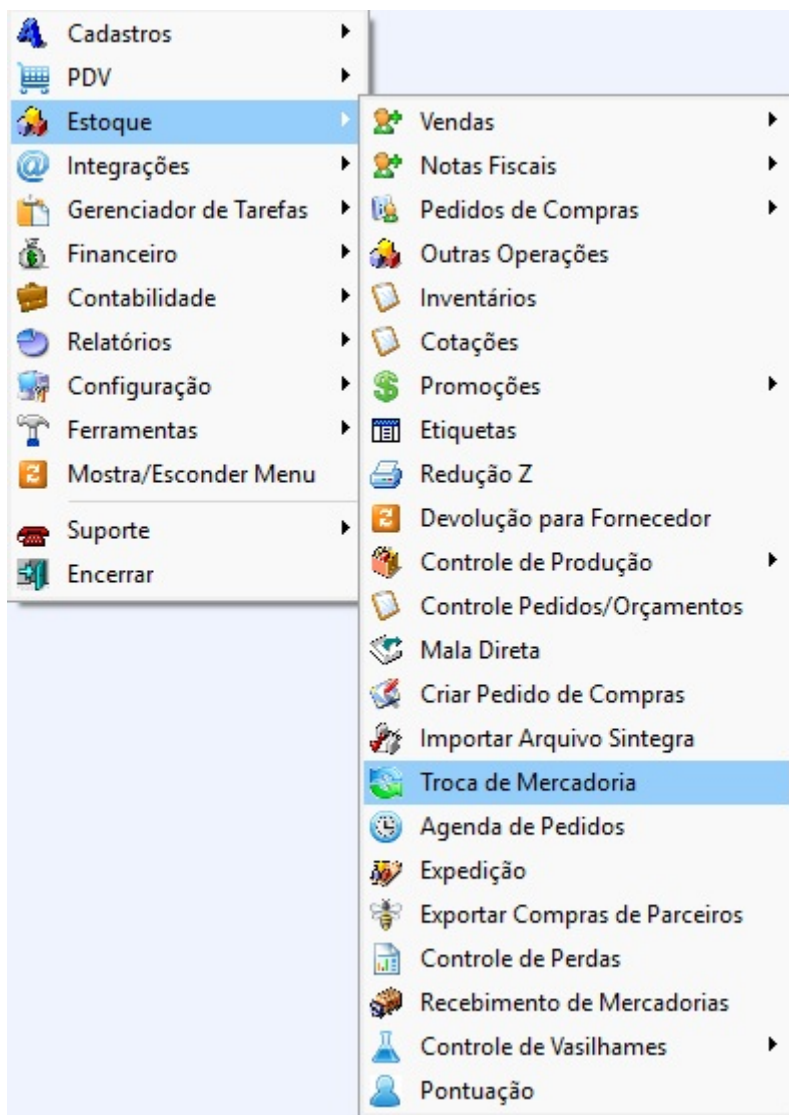 Cadastros
PDV
Estoque
Integrações
Gerenciador de Tarefas
Financeiro
Contabilidade
Relatórios
Configuração
Ferramentas
Mostra/Esconder Menu
Suporte
Encerrar
Vendas
Notas Fiscais
Pedidos de Compras
Outras Operações
Inventários
Cotações
Promoções
Etiquetas
Redução Z
Devolução para Fornecedor
Controle de Produção
Controle Pedidos/Orçamentos
Mala Direta
Criar Pedido de Compras
Importar Arquivo Sintegra
Troca de Mercadoria
Agenda de Pedidos
Expedição
Exportar Compras de Parceiros
Controle de Perdas
Recebimento de Mercadorias
Controle de Vasilhames
Pontuação